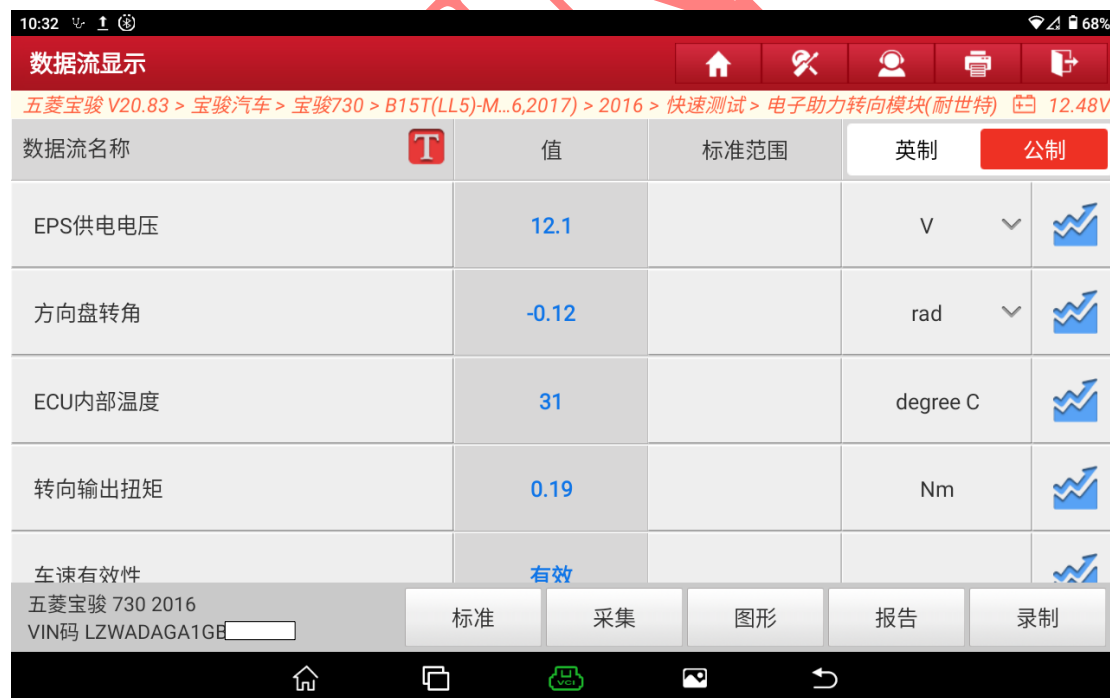 10:32 68%
数据流显示
五菱宝骏 V20.83 > 宝骏汽车 > 宝骏730 > B15T(LL5)-M...6,2017) > 2016 > 快速测试 > 电子助力转向模块(耐世特) 12.48V
数据流名称 T 值 标准范围 英制 公制
EPS供电电压 12.1 V
方向盘转角 -0.12 rad
ECU内部温度 31 degree C
转向输出扭矩 0.19 Nm
车速有效性 有效
五菱宝骏 730 2016
VIN码 LZWADAGA1GB
标准 采集 图形 报告 录制
VCI